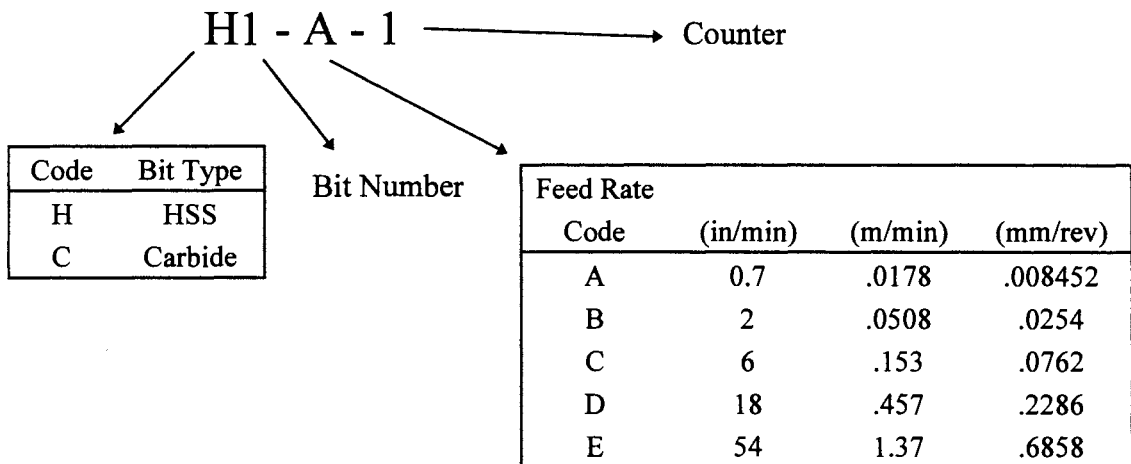 H1 - A - 1
Counter
Code Bit Type
H HSS
C Carbide
Bit Number
Feed Rate
Code (in/min) (m/min) (mm/rev)
A 0.7 .0178 .008452
B 2 .0508 .0254
C 6 .153 .0762
D 18 .457 .2286
E 54 1.37 .6858